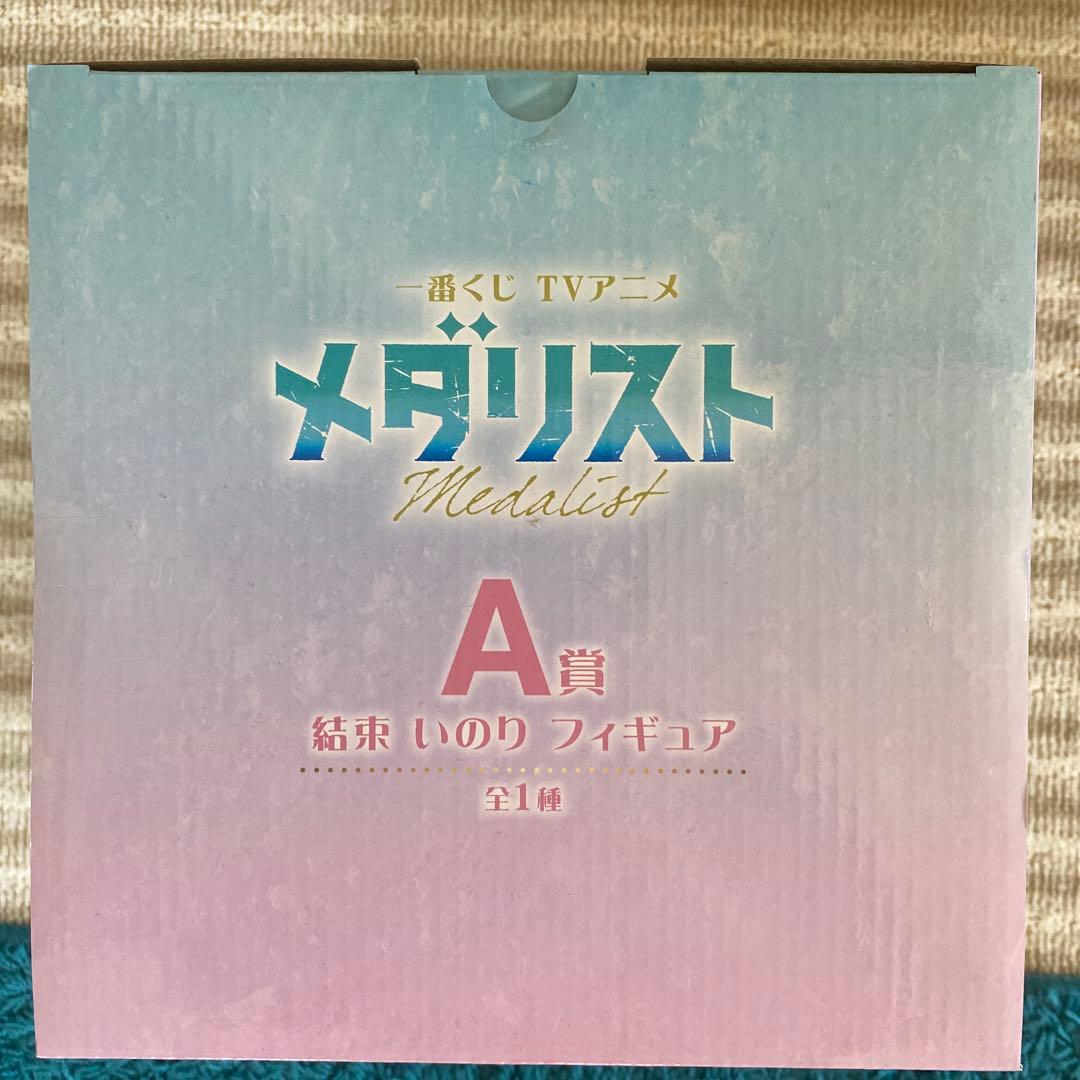 一番くじ TVアニメ
メダリスト
Medalist
A賞
結束 いのり フィギュア
全1種